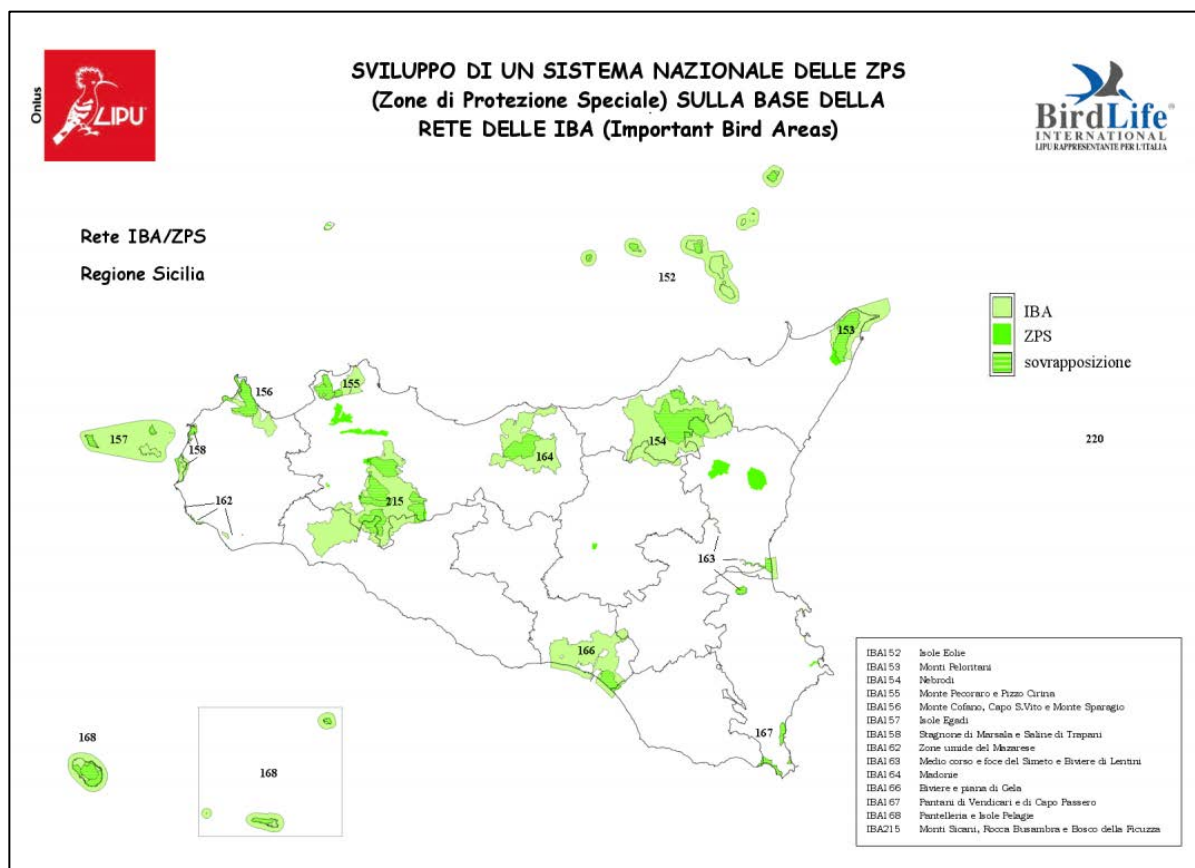 Onlus
LIPU
SVILUPPO DI UN SISTEMA NAZIONALE DELLE ZPS
(Zone di Protezione Speciale) SULLA BASE DELLA
RETE DELLE IBA (Important Bird Areas)
BirdLife®
INTERNATIONAL
LIPU RAPPRESENTANTE PER L'ITALIA
Rete IBA/ZPS
Regione Sicilia
152
IBA
ZPS
sovrapposizione
153
155
156
157
158
154
164
220
215
162
163
166
167
168
168
IBA152 Isole Eolie
IBA153 Monti Peloritani
IBA154 Nebrodi
IBA155 Monte Pecoraro e Pizzo Cirina
IBA156 Monte Cofano, Capo S.Vito e Monte Sparagio
IBA157 Isole Egadi
IBA158 Stagnone di Marsala e Saline di Trapani
IBA162 Zone umide del Mazarese
IBA163 Medio corso e foce del Simeto e Biviere di Lentini
IBA164 Madonie
IBA166 Biviere e piana di Gela
IBA167 Pantani di Vendicari e di Capo Passero
IBA168 Pantelleria e Isole Pelagie
IBA215 Monti Sicani, Rocca Busambra e Bosco della Ficuzza